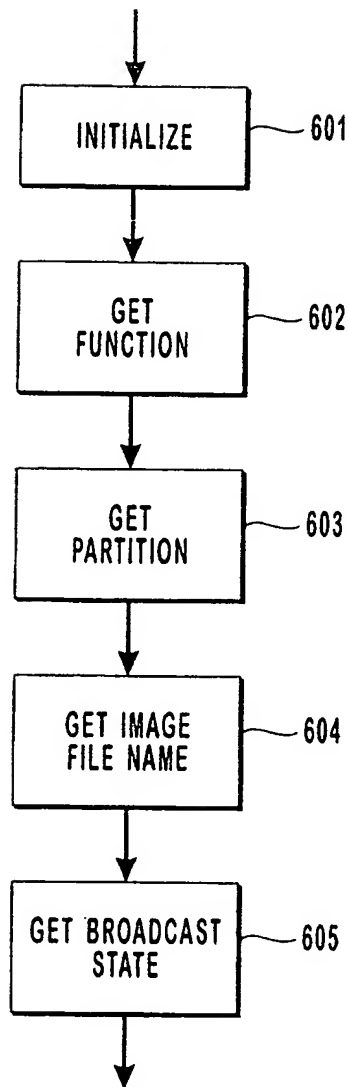 INITIALIZE
601
GET
FUNCTION
602
GET
PARTITION
603
GET IMAGE
FILE NAME
604
GET BROADCAST
STATE
605